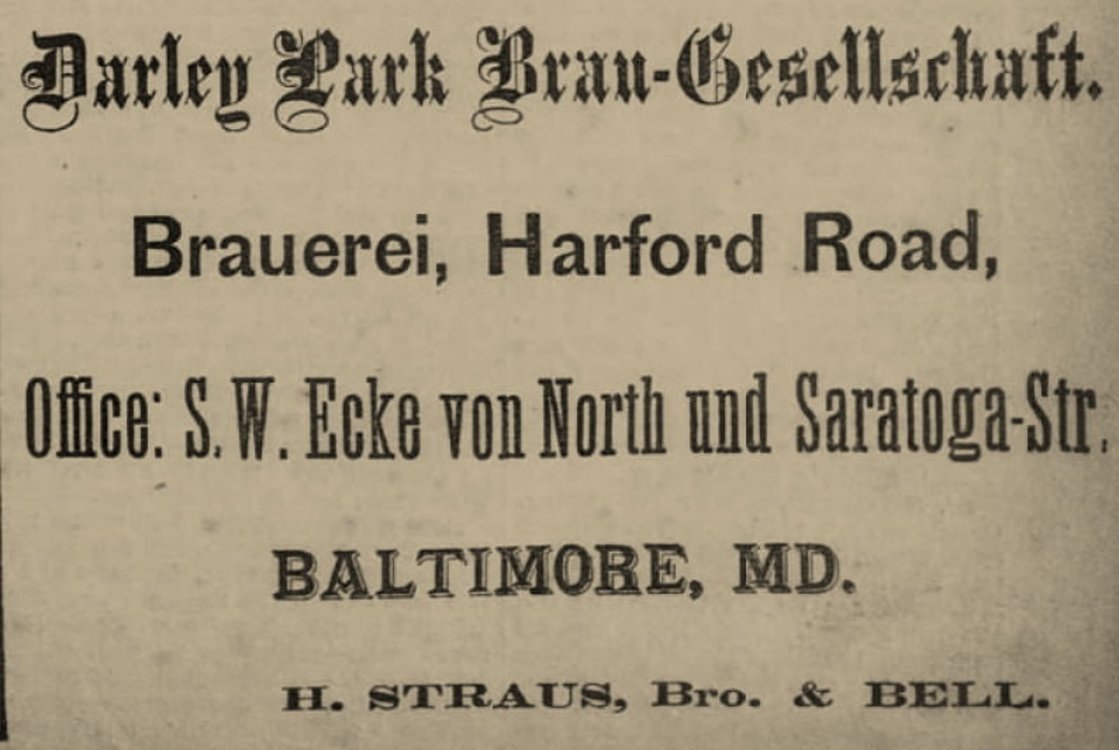 Darley Park Brau-Gesellschaft.
Brauerei, Harford Road,
Office: S. W. Ecke von North und Saratoga-Str.
BALTIMORE, MD.
H. STRAUS, Bro. & BELL.